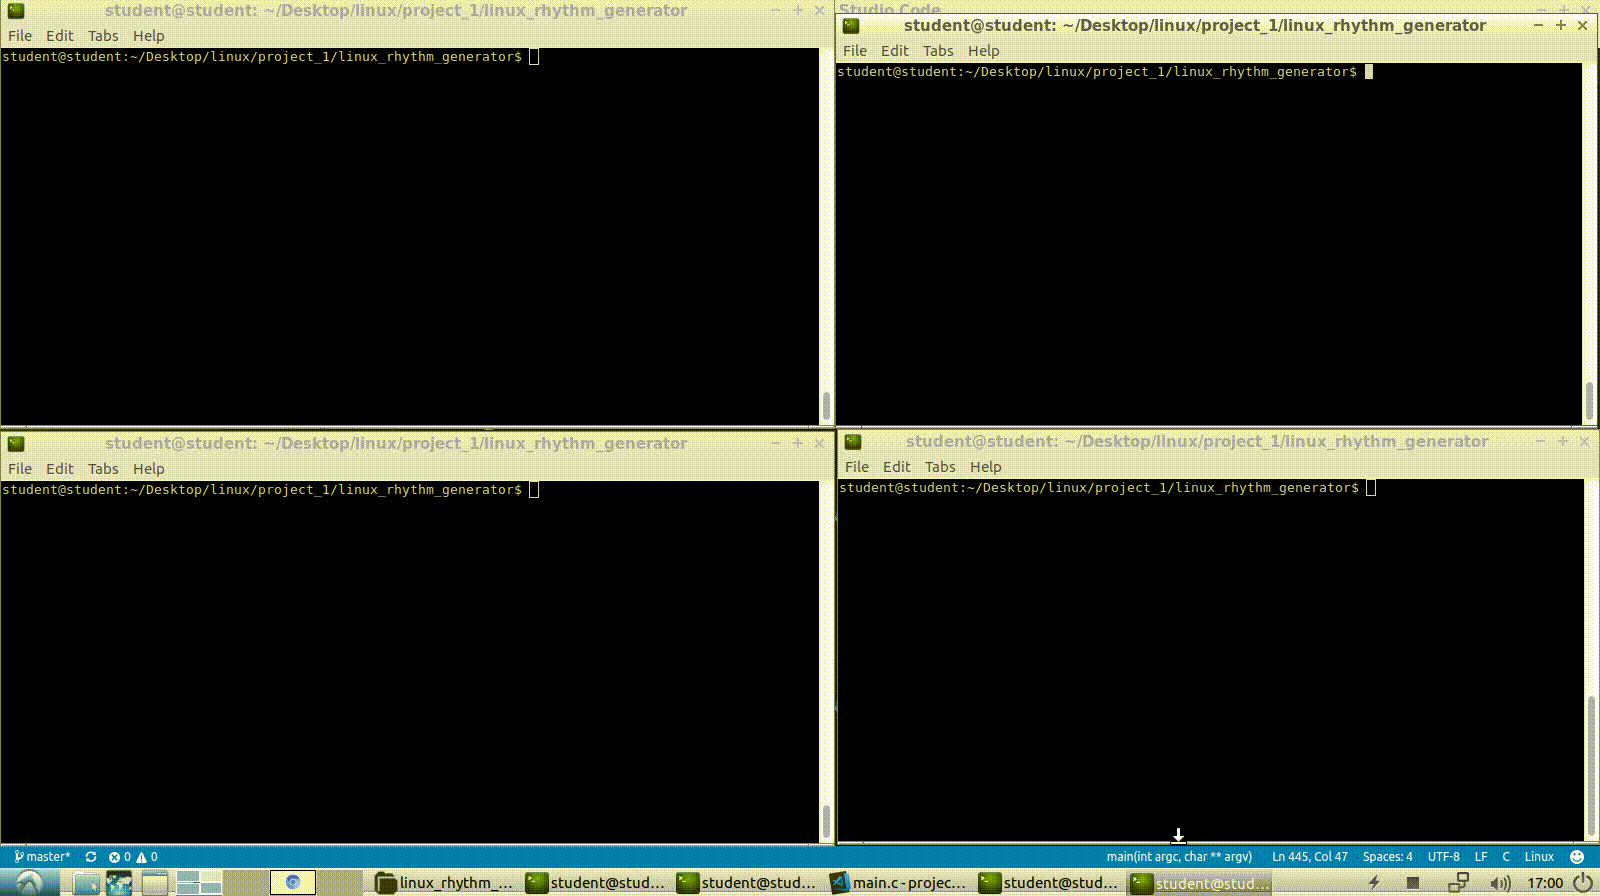 student@student: ~/Desktop/linux/project_1/linux_rhythm_generator
File Edit Tabs Help
student@student:~/Desktop/linux/project_1/linux_rhythm_generator$
Studio Code
student@student: ~/Desktop/linux/project_1/linux_rhythm_generator
File Edit Tabs Help
student@student:~/Desktop/linux/project_1/linux_rhythm_generator$
student@student: ~/Desktop/linux/project_1/linux_rhythm_generator
File Edit Tabs Help
student@student:~/Desktop/linux/project_1/linux_rhythm_generator$
student@student: ~/Desktop/linux/project_1/linux_rhythm_generator
File Edit Tabs Help
student@student:~/Desktop/linux/project_1/linux_rhythm_generator$
master* 0 0 main(int argc, char ** argv) Ln 445, Col 47 Spaces: 4 UTF-8 LF C Linux
linux_rhythm_... student@stud... student@stud... main.c - projec... student@stud... student@stud... 17:00